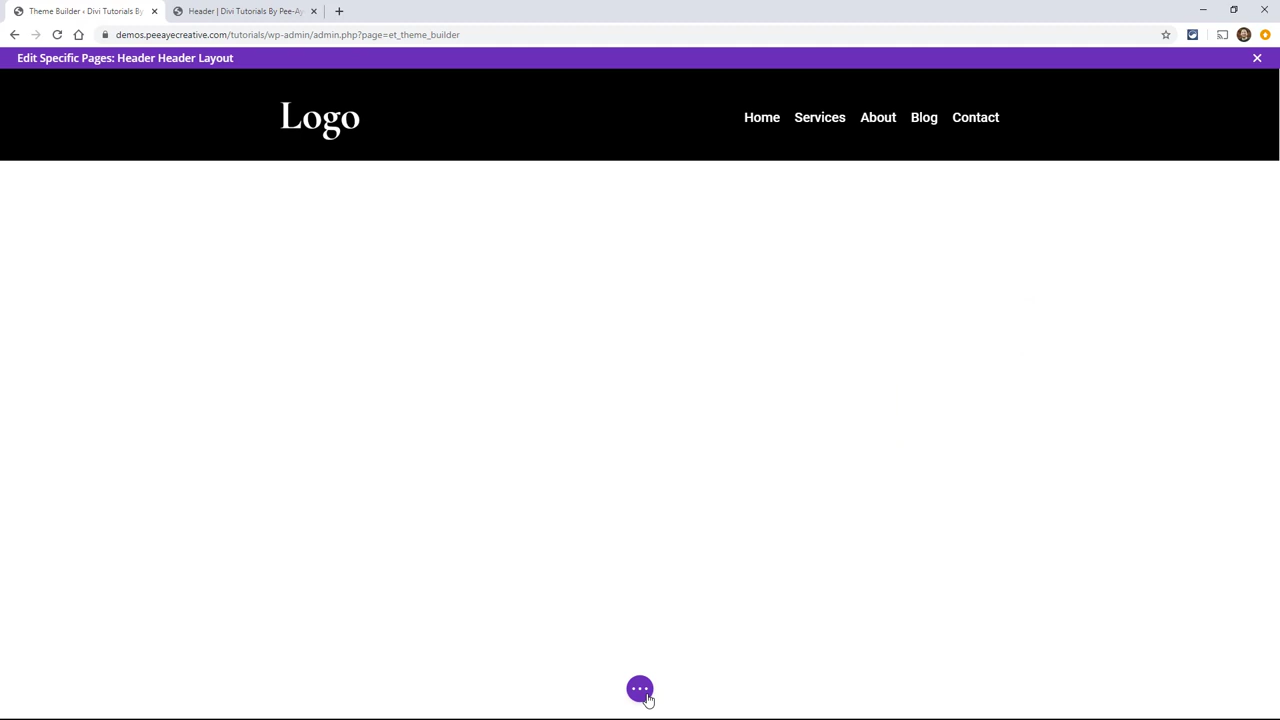 Theme Builder ‹ Divi Tutorials By
Header | Divi Tutorials By Pee-Ay
demos.peeayecreative.com/tutorials/wp-admin/admin.php?page=et_theme_builder
Edit Specific Pages: Header Header Layout
Logo
Home Services About Blog Contact